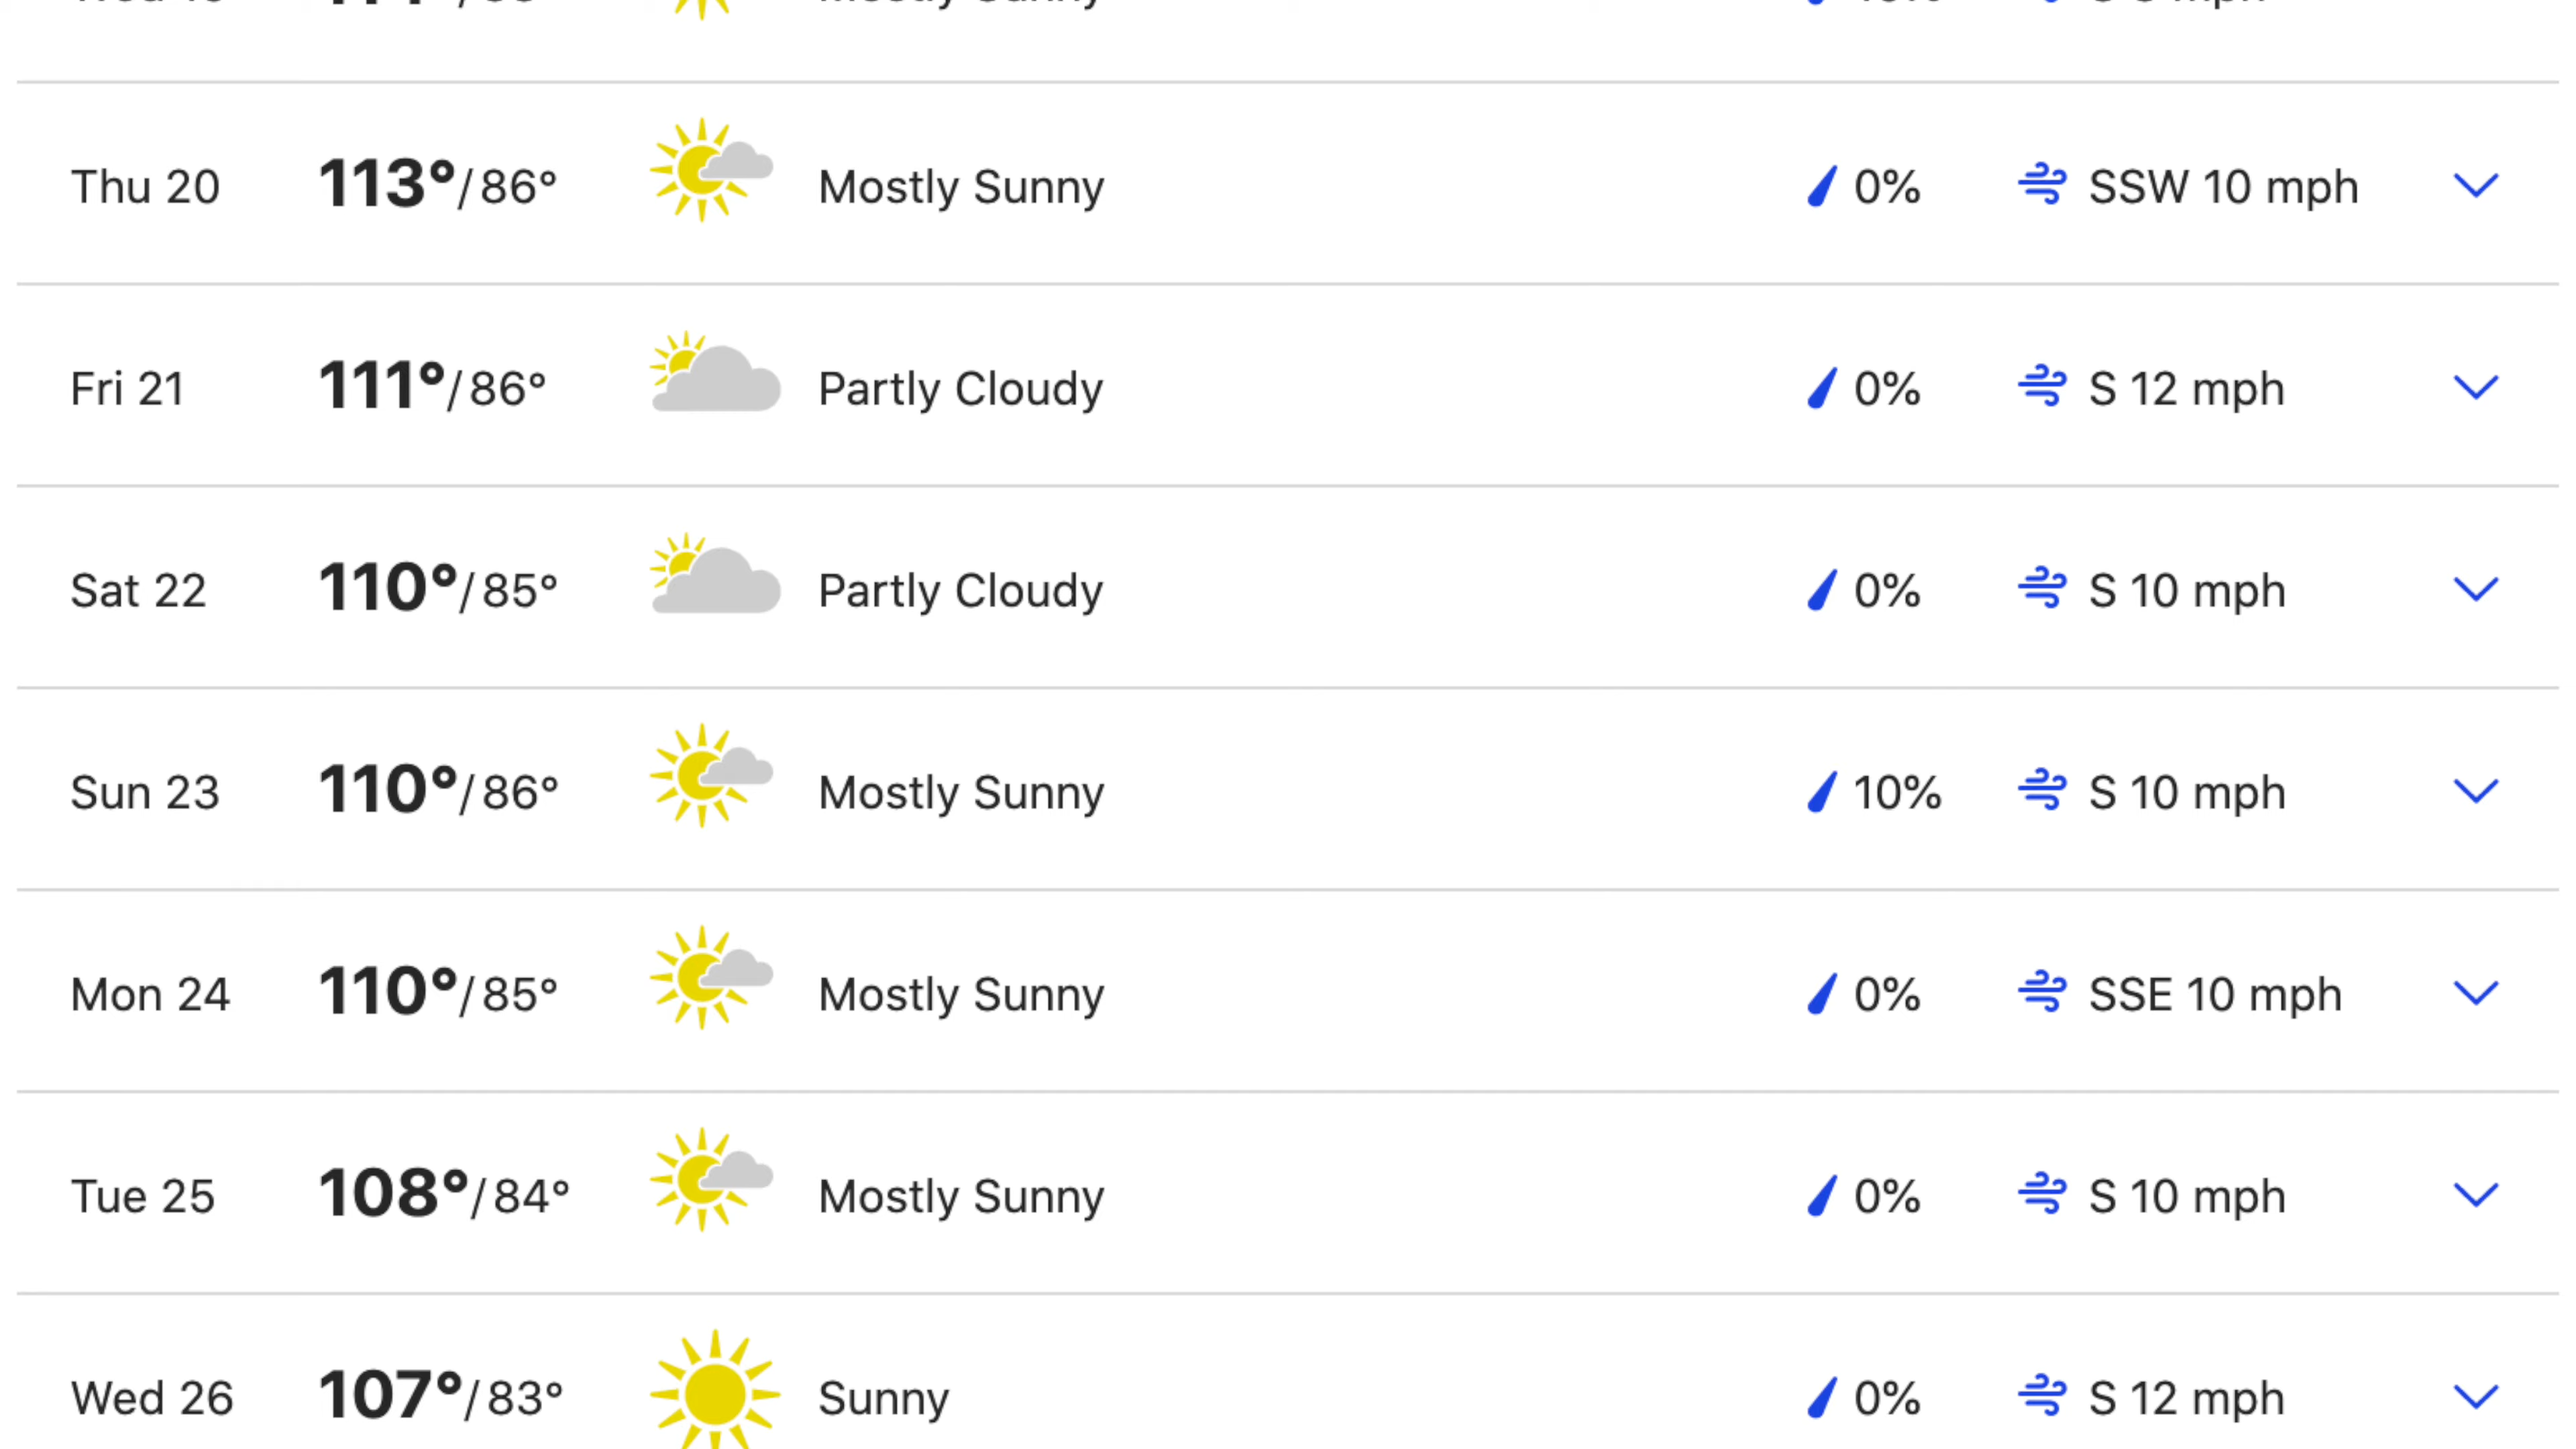 Mostly Sunny mph
Thu 20 113°/86° Mostly Sunny 0% SSW 10 mph
Fri 21 111°/86° Partly Cloudy 0% S 12 mph
Sat 22 110°/85° Partly Cloudy 0% S 10 mph
Sun 23 110°/86° Mostly Sunny 10% S 10 mph
Mon 24 110°/85° Mostly Sunny 0% SSE 10 mph
Tue 25 108°/84° Mostly Sunny 0% S 10 mph
Wed 26 107°/83° Sunny 0% S 12 mph